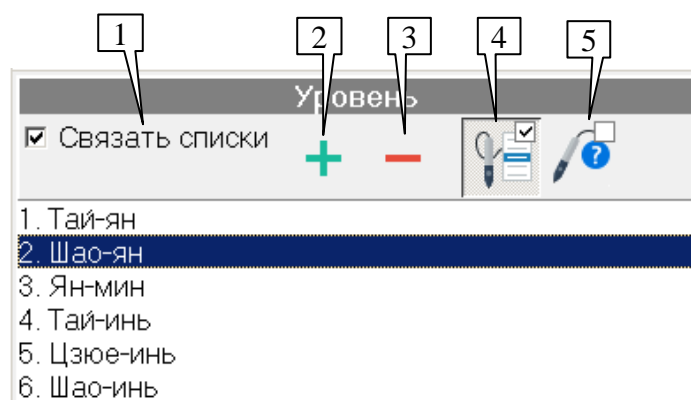 1
2
3
4
5
Уровень
Связать списки
?
1. Тай-ян
2. Шао-ян
3. Ян-мин
4. Тай-инь
5. Цзюе-инь
6. Шао-инь